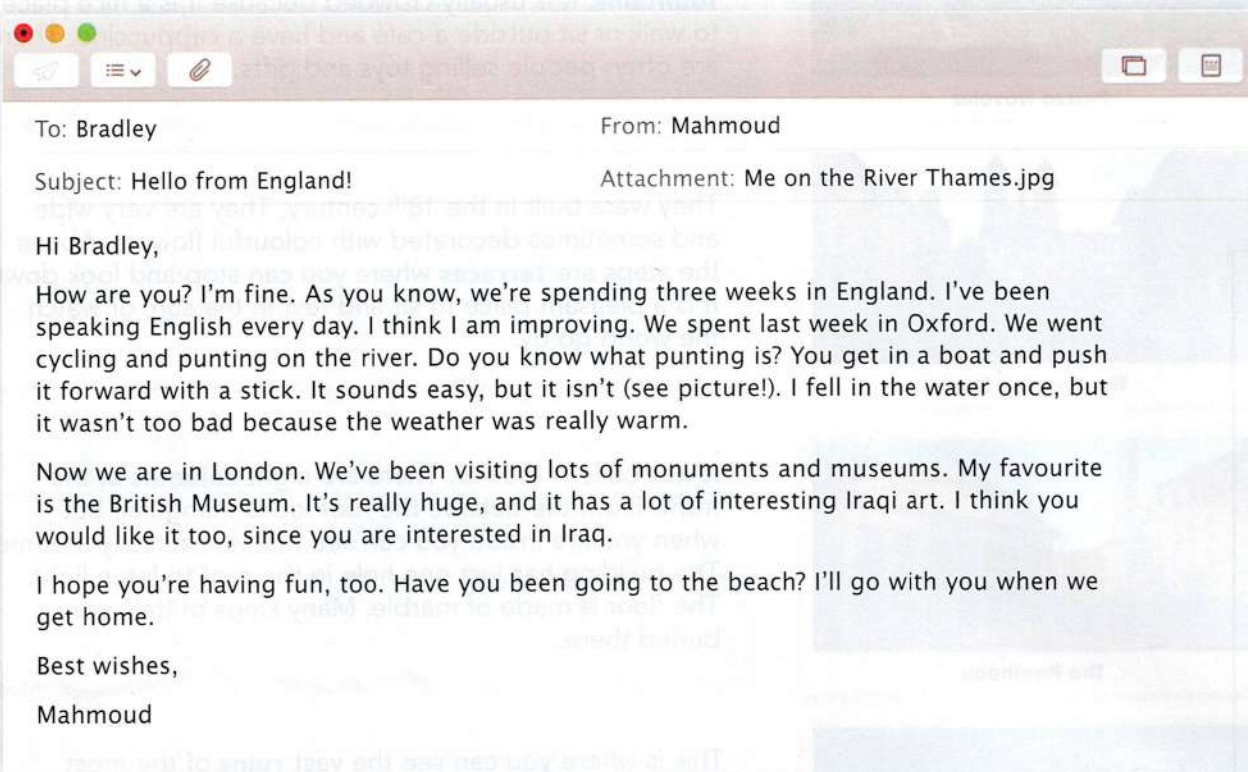 To: Bradley
From: Mahmoud
Subject: Hello from England!
Attachment: Me on the River Thames.jpg
Hi Bradley,
How are you? I'm fine. As you know, we're spending three weeks in England. I've been
speaking English every day. I think I am improving. We spent last week in Oxford. We went
cycling and punting on the river. Do you know what punting is? You get in a boat and push
it forward with a stick. It sounds easy, but it isn't (see picture!). I fell in the water once, but
it wasn't too bad because the weather was really warm.
Now we are in London. We've been visiting lots of monuments and museums. My favourite
is the British Museum. It's really huge, and it has a lot of interesting Iraqi art. I think you
would like it too, since you are interested in Iraq.
I hope you're having fun, too. Have you been going to the beach? I'll go with you when we
get home.
Best wishes,
Mahmoud